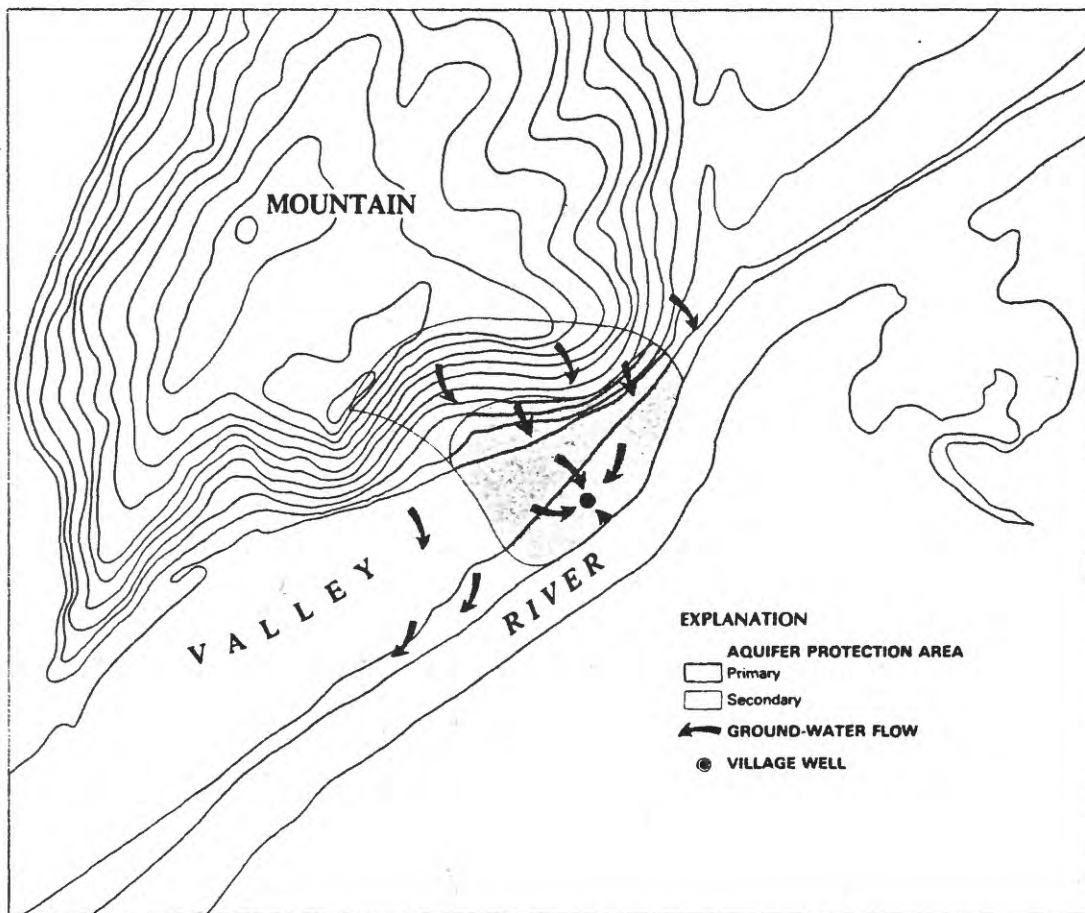 MOUNTAIN
VALLEY
RIVER
EXPLANATION
AQUIFER PROTECTION AREA
Primary
Secondary
GROUND-WATER FLOW
VILLAGE WELL